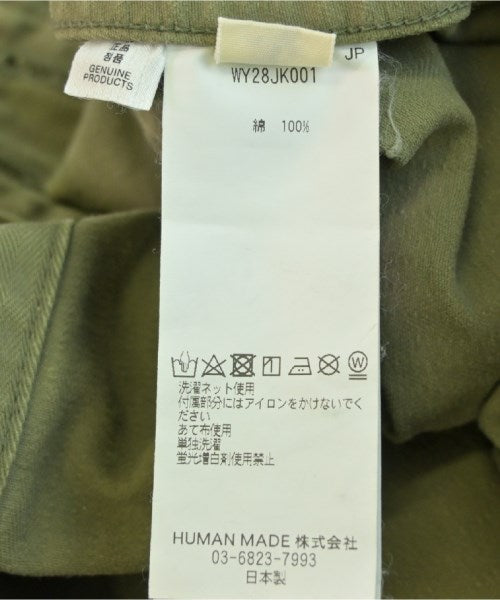 正品
정품
GENUINE
PRODUCTS
JP
WY28JK001
綿 100%
洗濯ネット使用
付属部分にはアイロンをかけないでく
ださい
あて布使用
単独洗濯
蛍光増白剤使用禁止
HUMAN MADE 株式会社
03-6823-7993
日本製